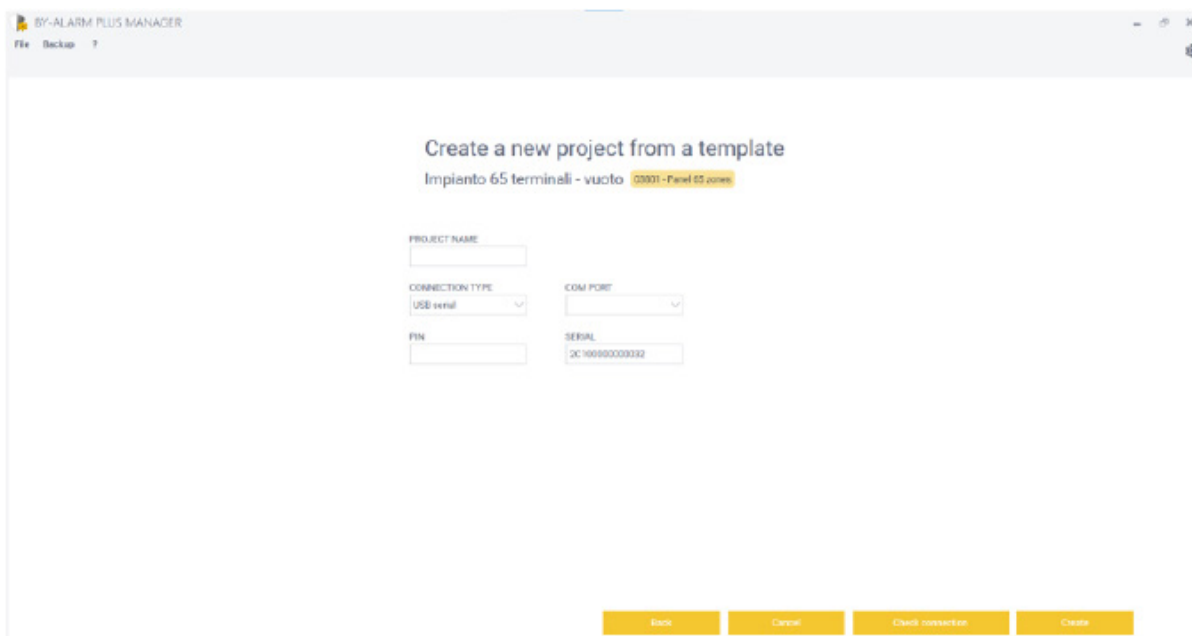 BY-ALARM PLUS MANAGER
File Backup ?
Create a new project from a template
Impianto 65 terminali - vuoto 03801 - Panel 65 zones
PROJECT NAME
CONNECTION TYPE COM PORT
USB serial
PIN SERIAL
Back Cancel Check connection Create